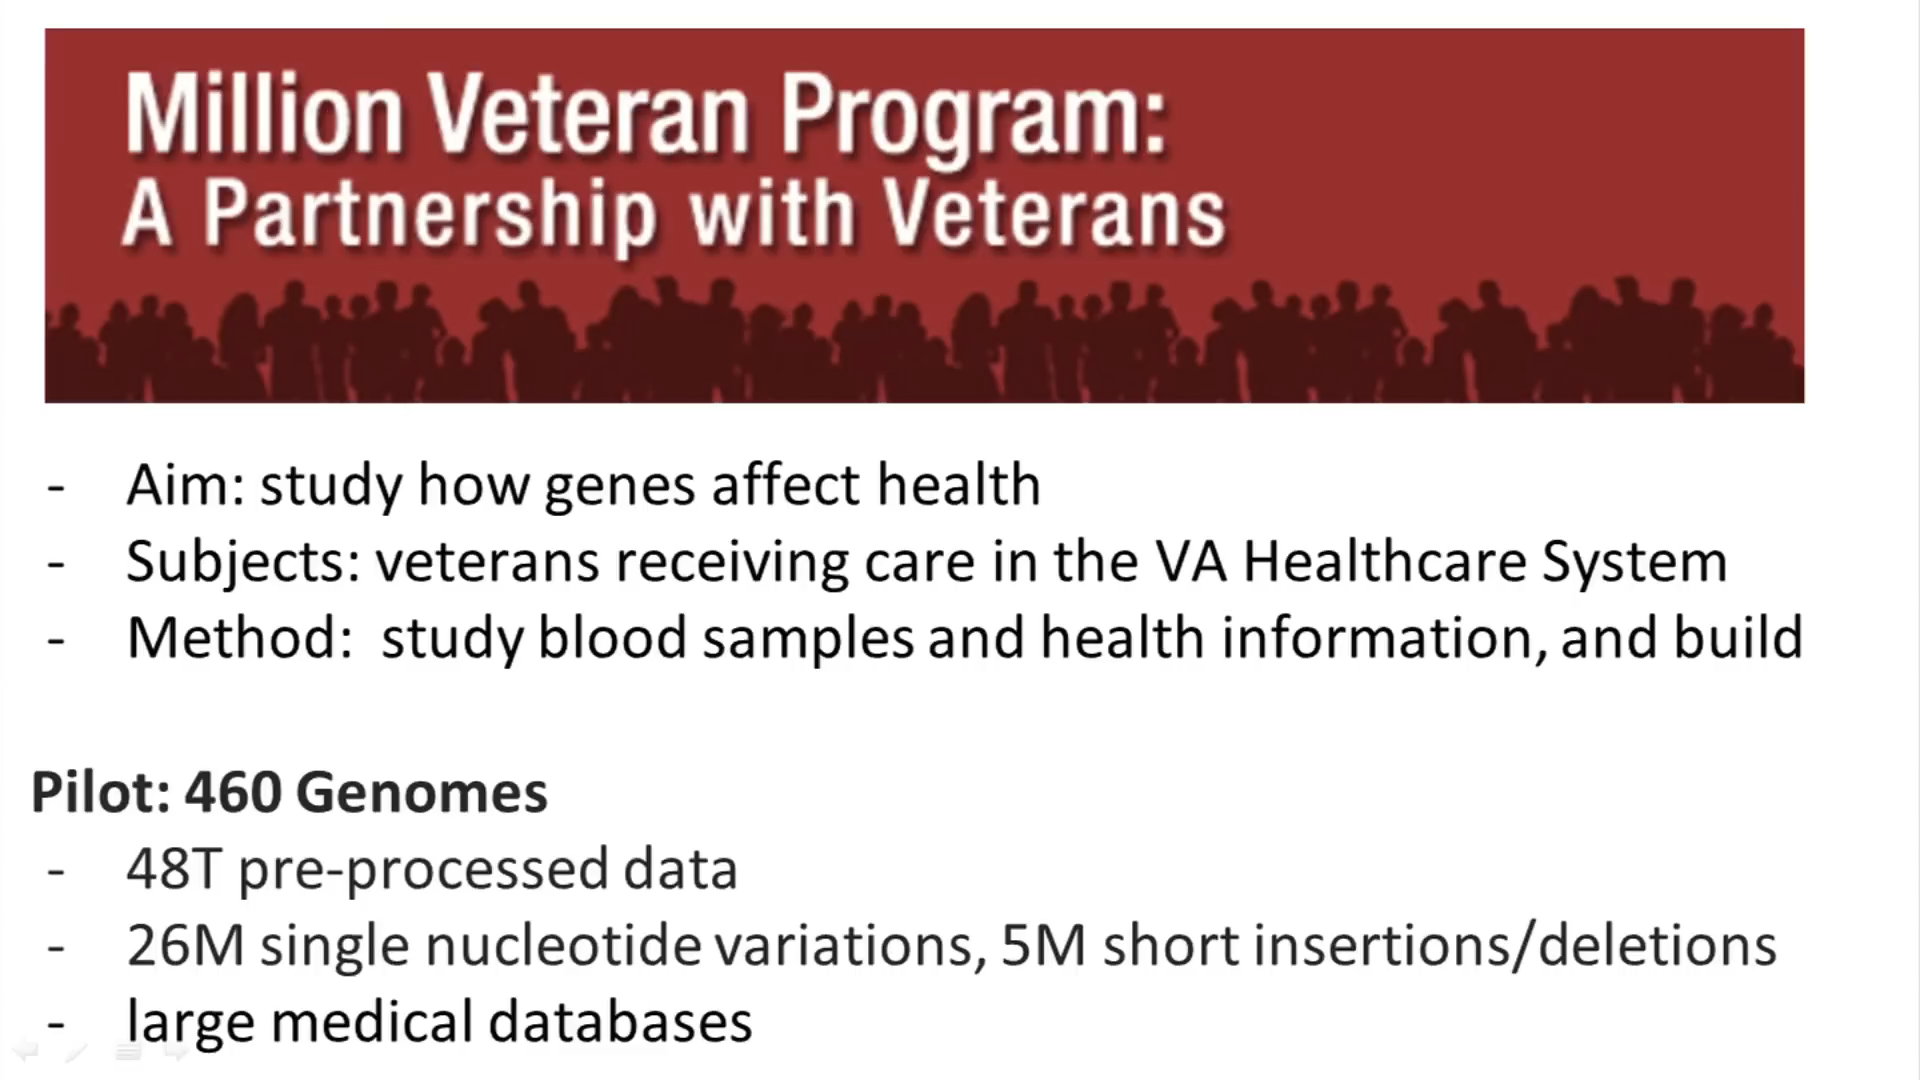 Million Veteran Program:
A Partnership with Veterans
- Aim: study how genes affect health
- Subjects: veterans receiving care in the VA Healthcare System
- Method:  study blood samples and health information, and build
Pilot: 460 Genomes
- 48T pre-processed data
- 26M single nucleotide variations, 5M short insertions/deletions
- large medical databases